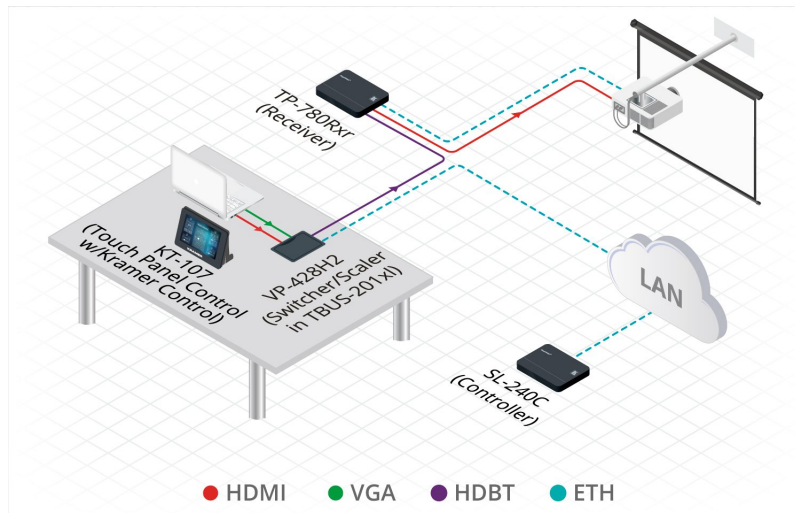 TP-780Rxr
(Receiver)
KT-107
(Touch Panel Control
w/Kramer Control)
VP-428H2
(Switcher/Scaler
in TBUS-201xl)
LAN
SL-240C
(Controller)
HDMI
VGA
HDBT
ETH